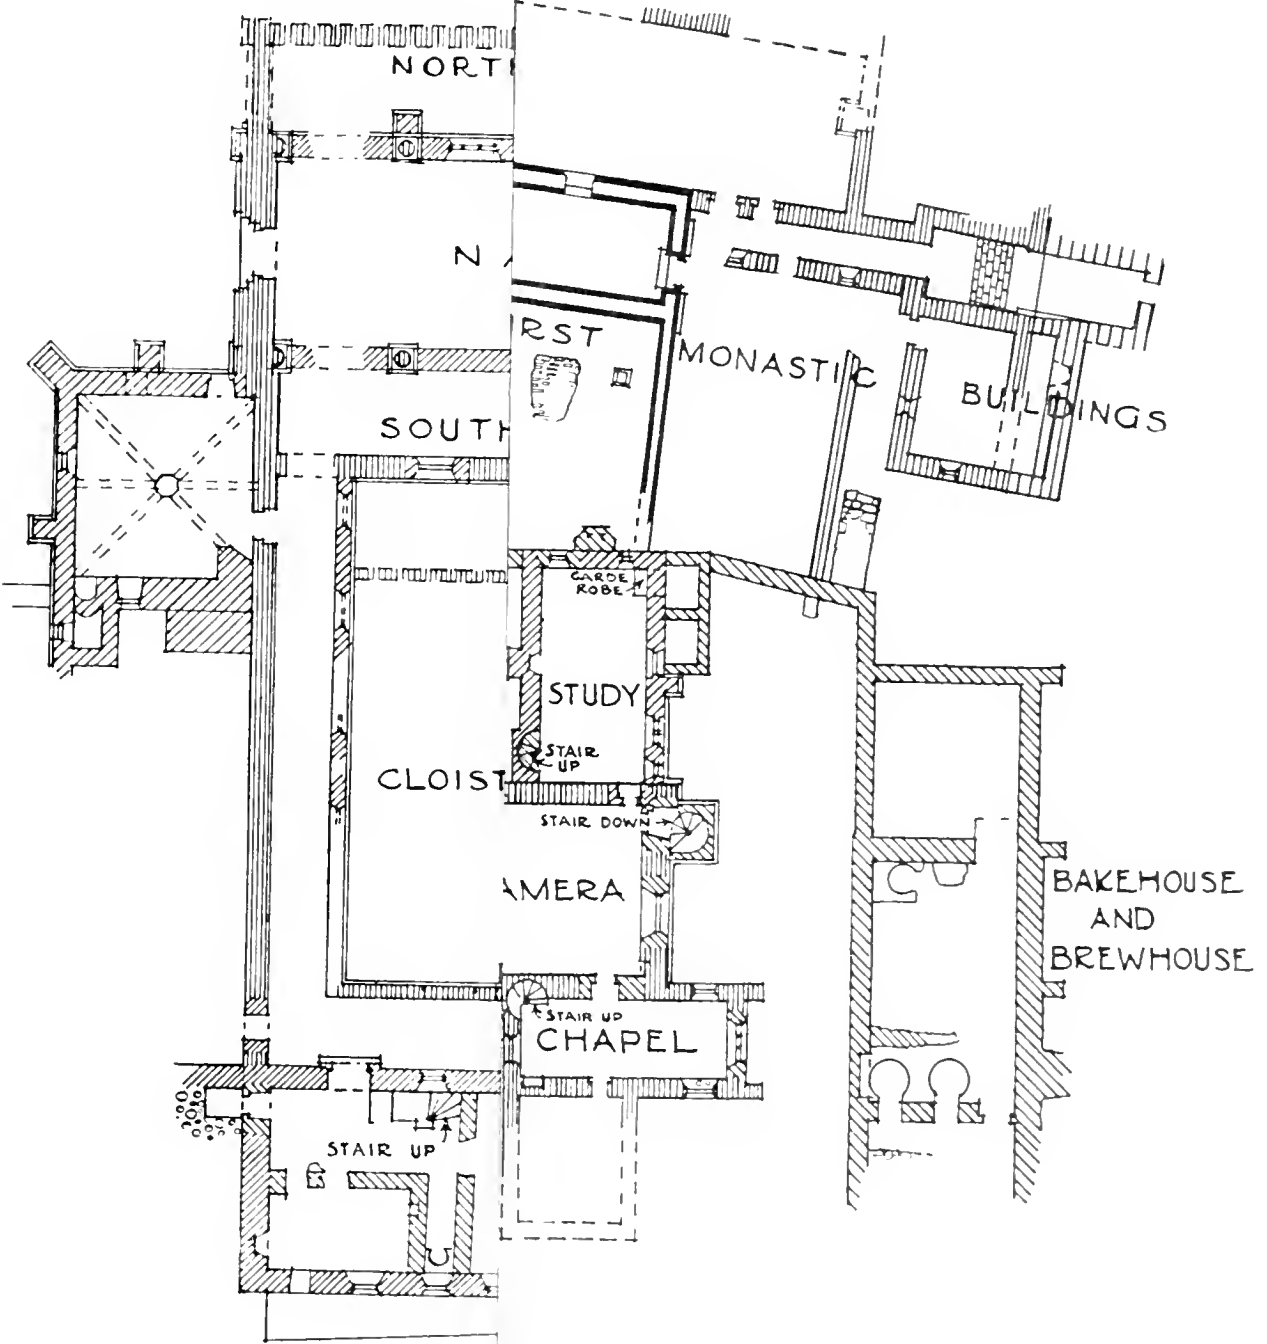 NORT
N
RST
MONASTIC
BUILDINGS
SOUTH
GARDE
ROBE
STUDY
STAIR
UP
CLOIST
STAIR DOWN
AMERA
BAKEHOUSE
AND
BREWHOUSE
STAIR UP
CHAPEL
STAIR UP